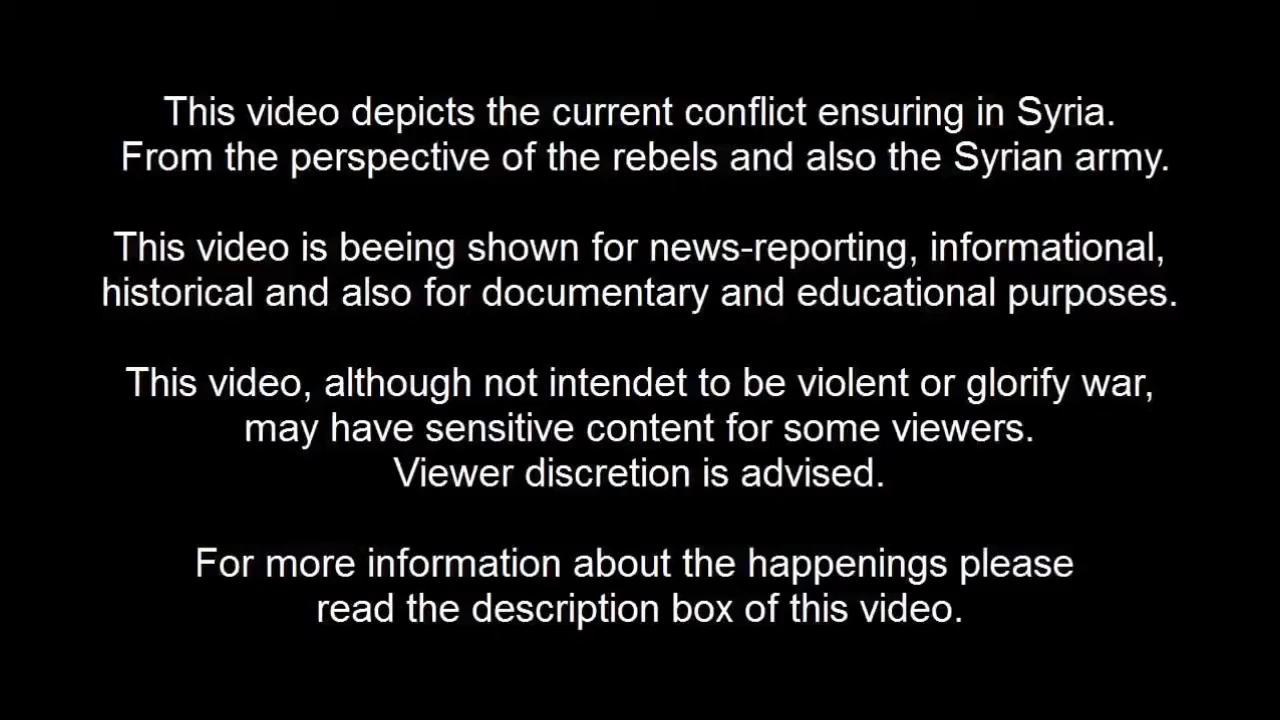 This video depicts the current conflict ensuring in Syria.
From the perspective of the rebels and also the Syrian army.
This video is beeing shown for news-reporting, informational,
historical and also for documentary and educational purposes.
This video, although not intendet to be violent or glorify war,
may have sensitive content for some viewers.
Viewer discretion is advised.
For more information about the happenings please
read the description box of this video.